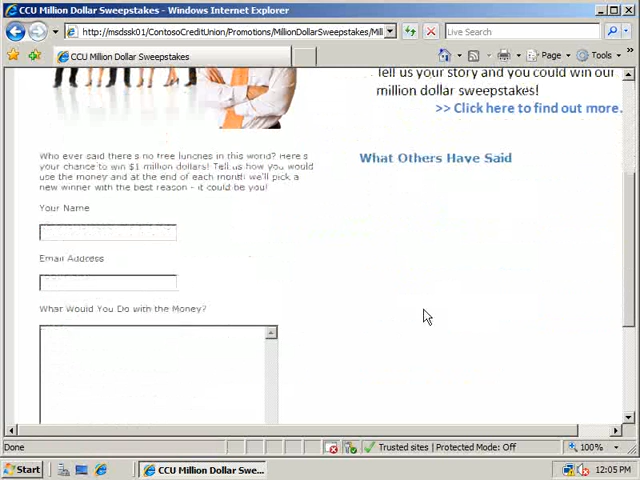 CCU Million Dollar Sweepstakes - Windows Internet Explorer
http://msdssk01/ContosoCreditUnion/Promotions/MillionDollarSweepstakes/Mill
Live Search
CCU Million Dollar Sweepstakes
Page
Tools
Tell us your story and you could win our
million dollar sweepstakes!
>> Click here to find out more.
Who ever said there's no free lunches in this world? Here's
your chance to win $1 million dollars! Tell us how you would
use the money and at the end of each month we'll pick a
new winner with the best reason - it could be you!
What Others Have Said
Your Name
Email Address
What Would You Do with the Money?
Done
Trusted sites | Protected Mode: Off
100%
Start
CCU Million Dollar Swe...
12:05 PM